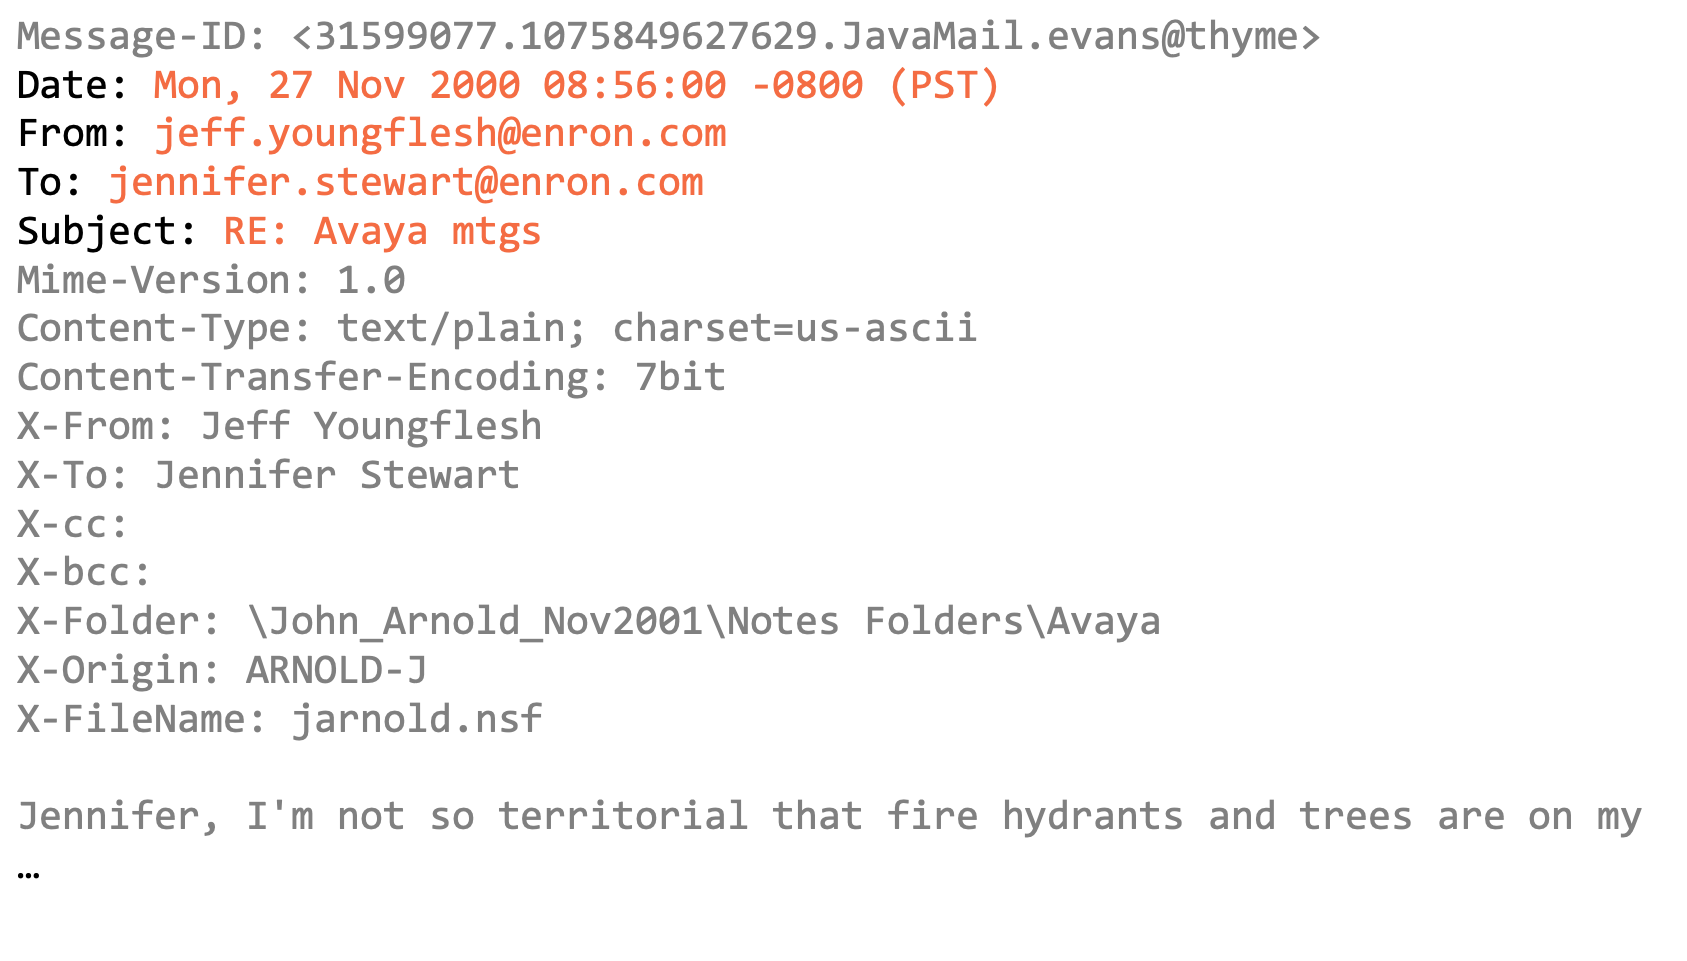 Message-ID: <31599077.1075849627629.JavaMail.evans@thyme>
Date: Mon, 27 Nov 2000 08:56:00 -0800 (PST)
From: jeff.youngflesh@enron.com
To: jennifer.stewart@enron.com
Subject: RE: Avaya mtgs
Mime-Version: 1.0
Content-Type: text/plain; charset=us-ascii
Content-Transfer-Encoding: 7bit
X-From: Jeff Youngflesh
X-To: Jennifer Stewart
X-cc:
X-bcc:
X-Folder: \John_Arnold_Nov2001\Notes Folders\Avaya
X-Origin: ARNOLD-J
X-FileName: jarnold.nsf
Jennifer, I'm not so territorial that fire hydrants and trees are on my
…